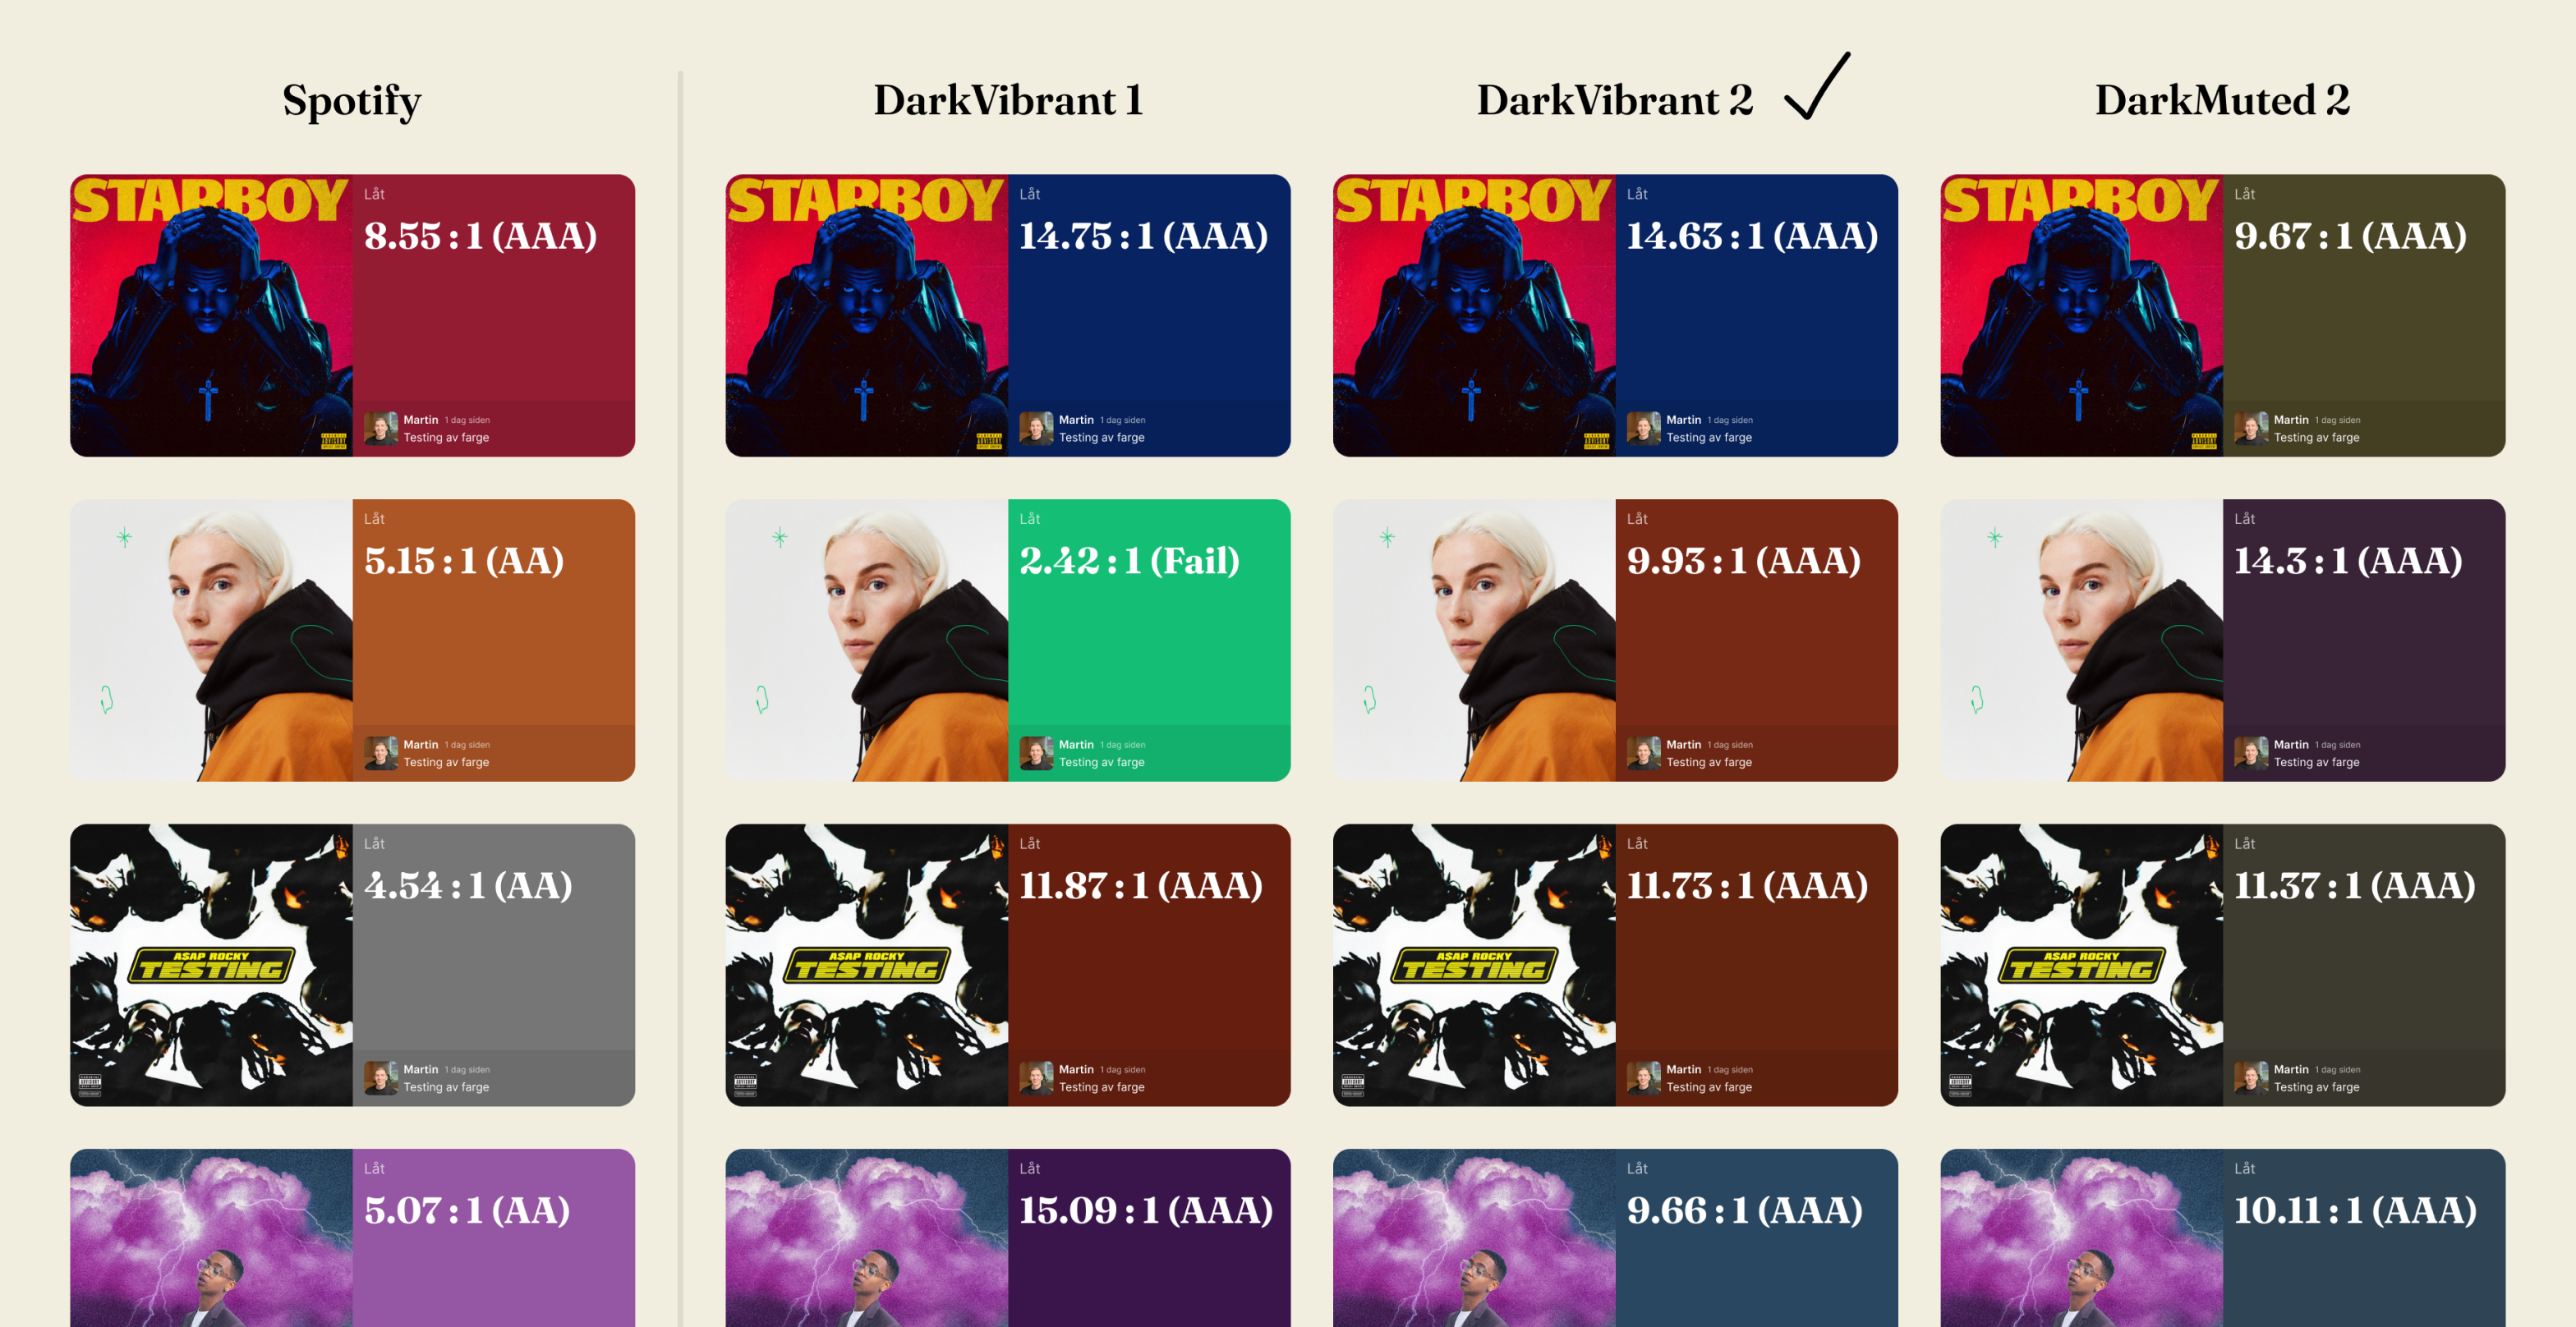 Spotify
DarkVibrant 1
DarkVibrant 2
DarkMuted 2
STARBOY
Låt
8.55 : 1 (AAA)
Martin 1 dag siden
Testing av farge
STARBOY
Låt
14.75 : 1 (AAA)
Martin 1 dag siden
Testing av farge
STARBOY
Låt
14.63 : 1 (AAA)
Martin 1 dag siden
Testing av farge
STARBOY
Låt
9.67 : 1 (AAA)
Martin 1 dag siden
Testing av farge
Låt
5.15 : 1 (AA)
Martin 1 dag siden
Testing av farge
Låt
2.42 : 1 (Fail)
Martin 1 dag siden
Testing av farge
Låt
9.93 : 1 (AAA)
Martin 1 dag siden
Testing av farge
Låt
14.3 : 1 (AAA)
Martin 1 dag siden
Testing av farge
A$AP ROCKY
TESTING
Låt
4.54 : 1 (AA)
Martin 1 dag siden
Testing av farge
A$AP ROCKY
TESTING
Låt
11.87 : 1 (AAA)
Martin 1 dag siden
Testing av farge
A$AP ROCKY
TESTING
Låt
11.73 : 1 (AAA)
Martin 1 dag siden
Testing av farge
A$AP ROCKY
TESTING
Låt
11.37 : 1 (AAA)
Martin 1 dag siden
Testing av farge
Låt
5.07 : 1 (AA)
Låt
15.09 : 1 (AAA)
Låt
9.66 : 1 (AAA)
Låt
10.11 : 1 (AAA)